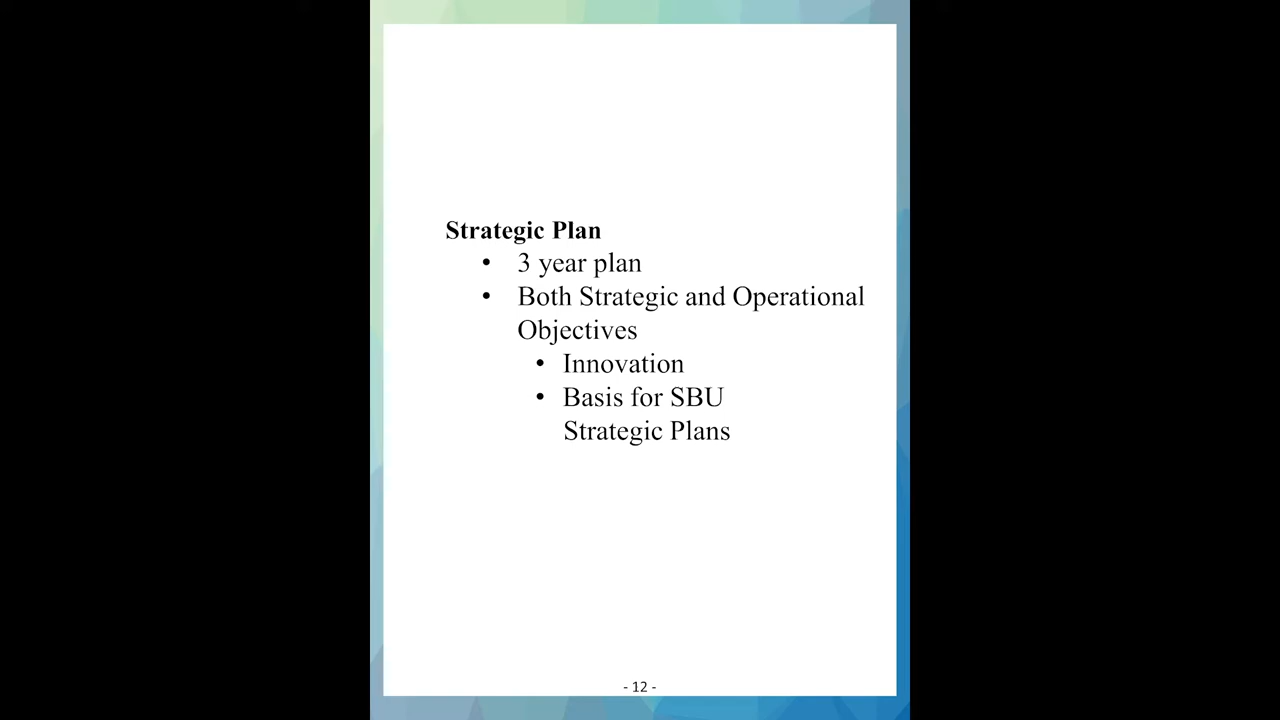 Strategic Plan
• 3 year plan
• Both Strategic and Operational
Objectives
• Innovation
• Basis for SBU
Strategic Plans
- 12 -